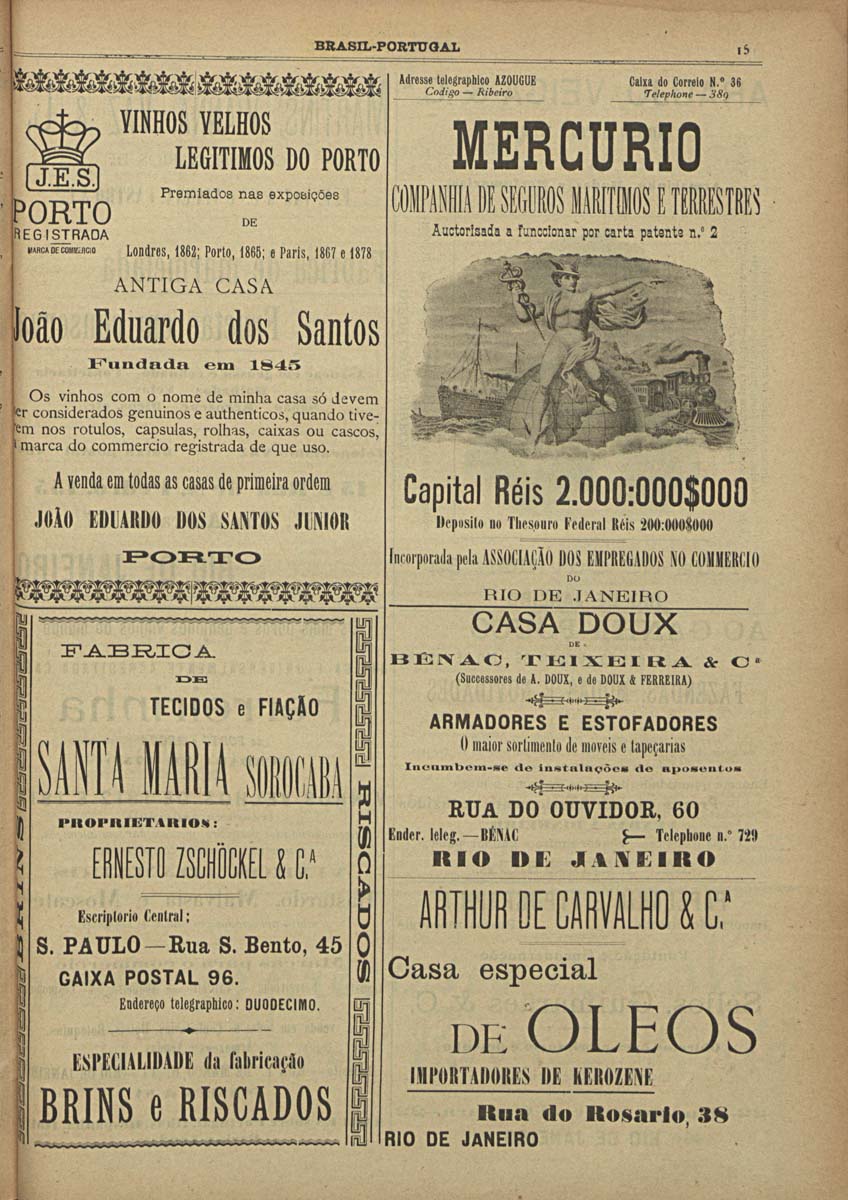 BRASIL-PORTUGAL
15
J.E.S.
PORTO
REGISTRADA
MARCA DE COMMERCIO
VINHOS VELHOS
LEGITIMOS DO PORTO
Premiados nas exposições
DE
Londres, 1862; Porto, 1865; e Paris, 1867 e 1878
ANTIGA CASA
João Eduardo dos Santos
Fundada em 1845
Os vinhos com o nome de minha casa só devem
er considerados genuinos e authenticos, quando tive-
em nos rotulos, capsulas, rolhas, caixas ou cascos,
marca do commercio registrada de que uso.
A venda em todas as casas de primeira ordem
JOÃO EDUARDO DOS SANTOS JUNIOR
PORTO
FABRICA
DE
TECIDOS e FIAÇÃO
SANTA MARIA SOROCABA
PROPRIETARIOS:
ERNESTO ZSCHÖCKEL & C.A
Escriptorio Central:
S. PAULO — Rua S. Bento, 45
CAIXA POSTAL 96.
Endereço telegraphico: DUODECIMO.
ESPECIALIDADE da fabricação
BRINS e RISCADOS
RISCADOS
Adresse telegraphico AZOUGUE
Codigo — Ribeiro
Caixa do Correio N.º 36
Telephone — 389
MERCURIO
COMPANHIA DE SEGUROS MARITIMOS E TERRESTRES
Auctorisada a funccionar por carta patente n.º 2
Capital Réis 2.000:000$000
Deposito no Thesouro Federal Réis 200:000$000
Incorporada pela ASSOCIAÇÃO DOS EMPREGADOS NO COMMERCIO
DO
RIO DE JANEIRO
CASA DOUX
DE
BÉNAC, TEIXEIRA & Cª
(Successores de A. DOUX, e de DOUX & FERREIRA)
ARMADORES E ESTOFADORES
O maior sortimento de moveis e tapeçarias
Incumbem-se de instalações de aposentos
RUA DO OUVIDOR, 60
Ender. teleg. — BÉNAC
Telephone n.º 729
RIO DE JANEIRO
ARTHUR DE CARVALHO & C.A
Casa especial
DE OLEOS
IMPORTADORES DE KEROZENE
Rua do Rosario, 38
RIO DE JANEIRO